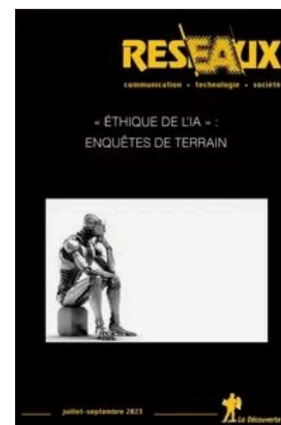 RESEAUX
communication • technologie • société
« ÉTHIQUE DE L'IA » :
ENQUÊTES DE TERRAIN
juillet-septembre 2023
La Découverte